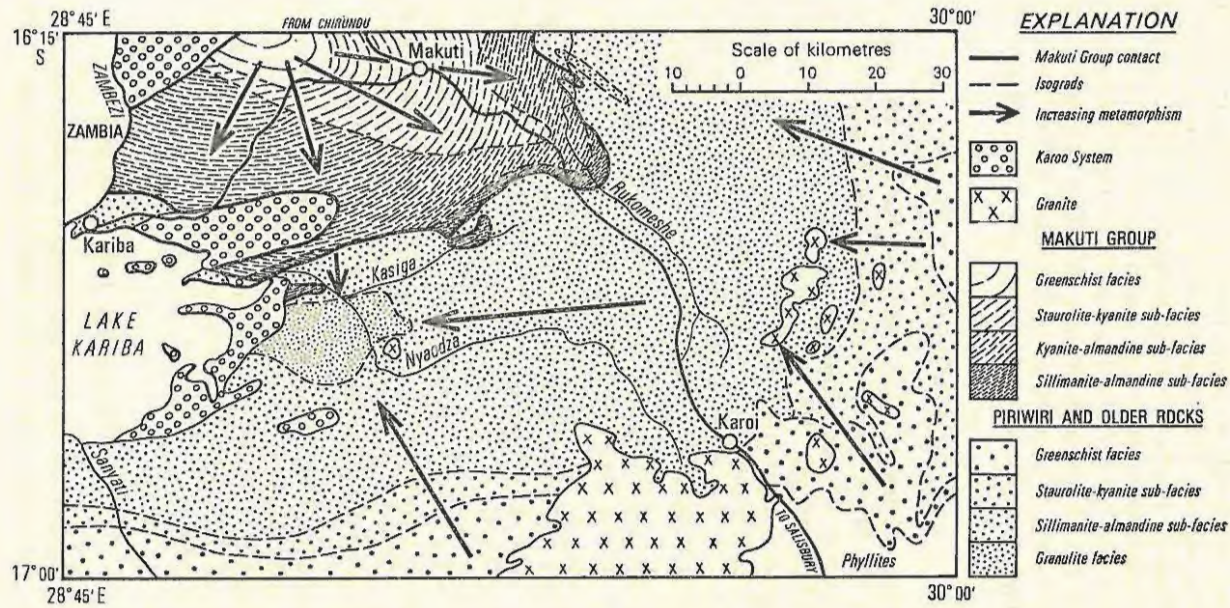 28°45′ E
FROM CHIRUNDU
30°00′
16°15′
S
Makuti
Scale of kilometres
10 0 10 20 30
ZAMBEZI
ZAMBIA
Rukomeshe
Kariba
Kasiga
LAKE
KARIBA
Nyaodza
Karoi
Sanyati
TO SALISBURY
Phyllites
17°00′
28°45′ E
30°00′
EXPLANATION
Makuti Group contact
Isograds
Increasing metamorphism
Karoo System
Granite
MAKUTI GROUP
Greenschist facies
Staurolite-kyanite sub-facies
Kyanite-almandine sub-facies
Sillimanite-almandine sub-facies
PIRIWIRI AND OLDER ROCKS
Greenschist facies
Staurolite-kyanite sub-facies
Sillimanite-almandine sub-facies
Granulite facies